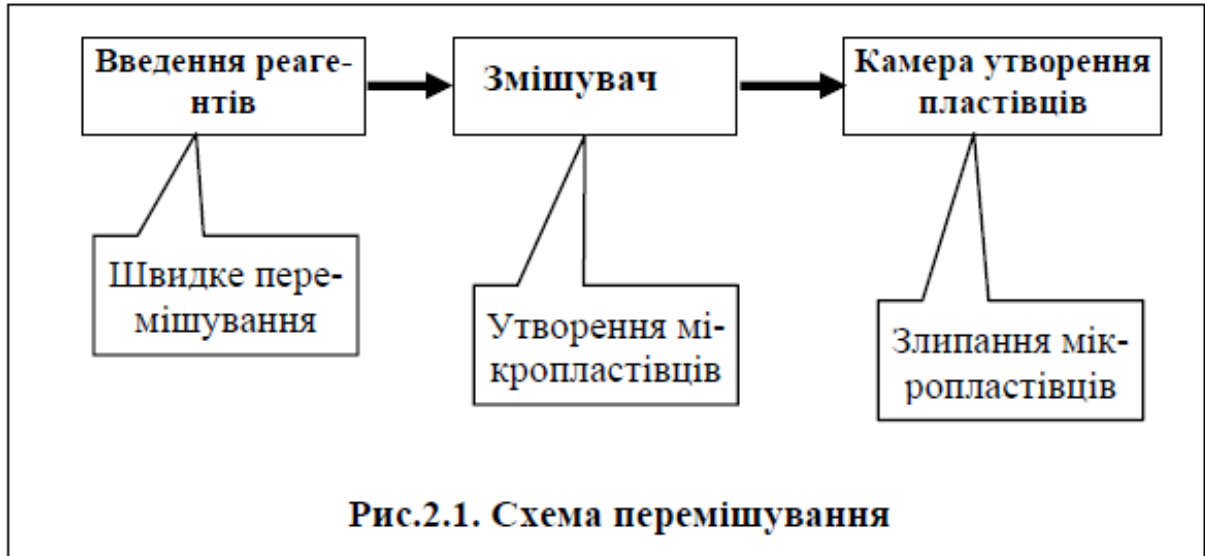 Введення реаге-
нтів
Змішувач
Камера утворення
пластівців
Швидке пере-
мішування
Утворення мі-
кропластівців
Злипання мік-
ропластівців
Рис.2.1. Схема перемішування